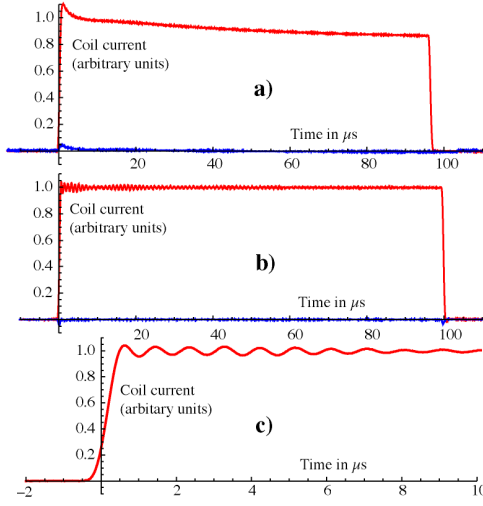 1.0
Coil current
0.8
(arbitrary units)
a)
0.6
0.4
Time in μs
0.2
20 40 60 80 100
1.0
Coil current
0.8
(arbitrary units)
0.6
b)
0.4
Time in μs
0.2
20 40 60 80 100
1.0
0.8
Coil current
(arbitary units)
0.6
c)
0.4
Time in μs
0.2
−2 2 4 6 8 10